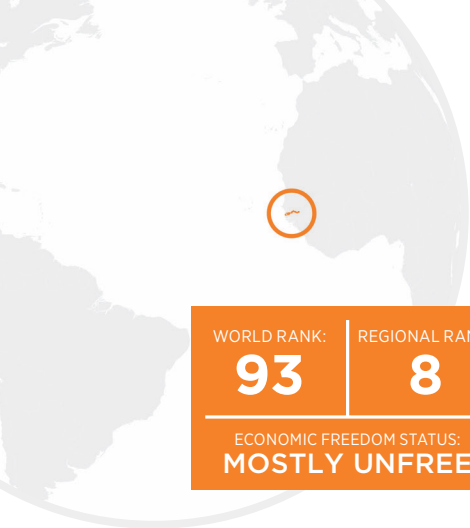 WORLD RANK:
REGIONAL RAN
93
8
ECONOMIC FREEDOM STATUS:
MOSTLY UNFREE